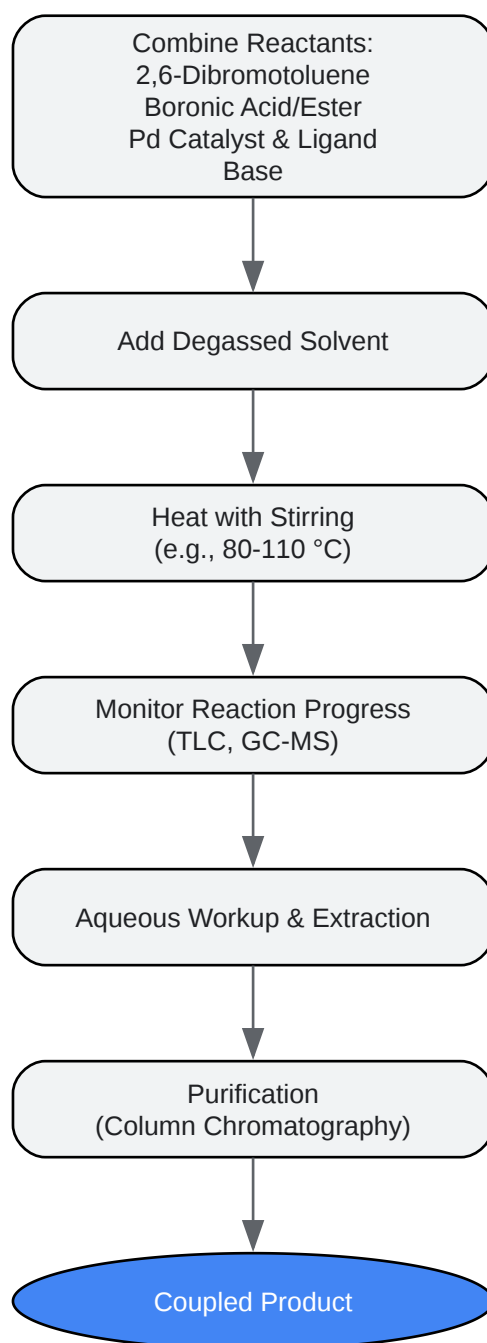 Combine Reactants:
2,6-Dibromotoluene
Boronic Acid/Ester
Pd Catalyst & Ligand
Base
Add Degassed Solvent
Heat with Stirring
(e.g., 80-110 °C)
Monitor Reaction Progress
(TLC, GC-MS)
Aqueous Workup & Extraction
Purification
(Column Chromatography)
Coupled Product